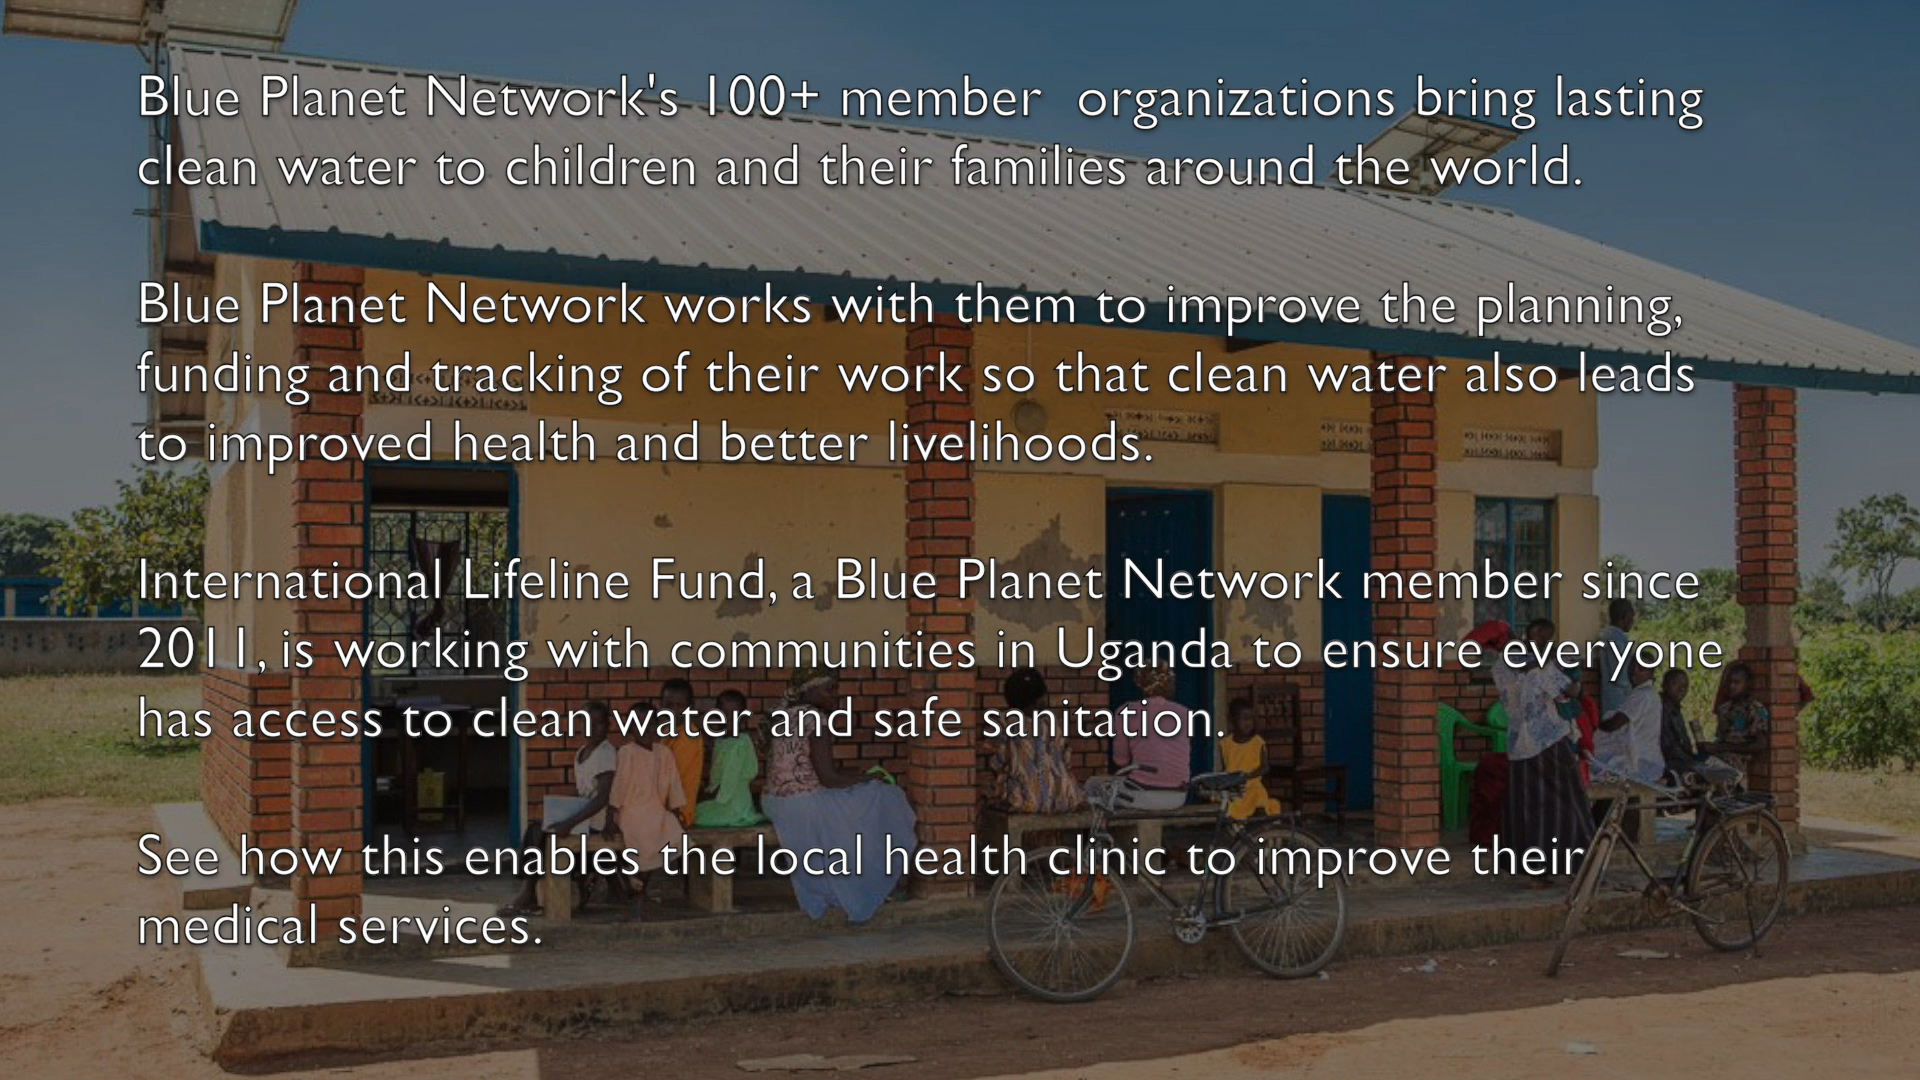 Blue Planet Network's 100+ member  organizations bring lasting
clean water to children and their families around the world.
Blue Planet Network works with them to improve the planning,
funding and tracking of their work so that clean water also leads
to improved health and better livelihoods.
International Lifeline Fund, a Blue Planet Network member since
2011, is working with communities in Uganda to ensure everyone
has access to clean water and safe sanitation.
See how this enables the local health clinic to improve their
medical services.